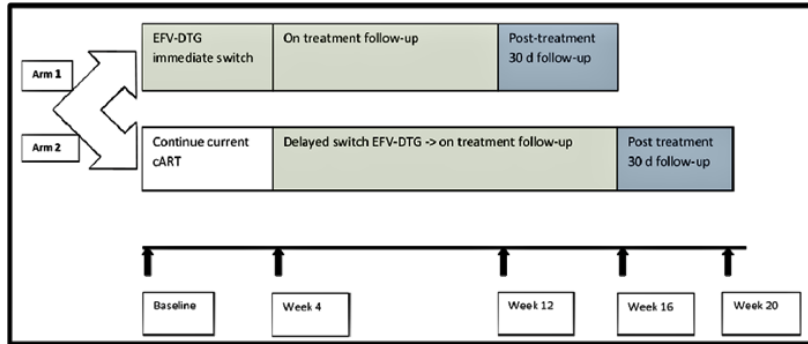 EFV-DTG
immediate switch
On treatment follow-up
Post-treatment
30 d follow-up
Arm 1
Arm 2
Continue current
cART
Delayed switch EFV-DTG -> on treatment follow-up
Post treatment
30 d follow-up
Baseline
Week 4
Week 12
Week 16
Week 20